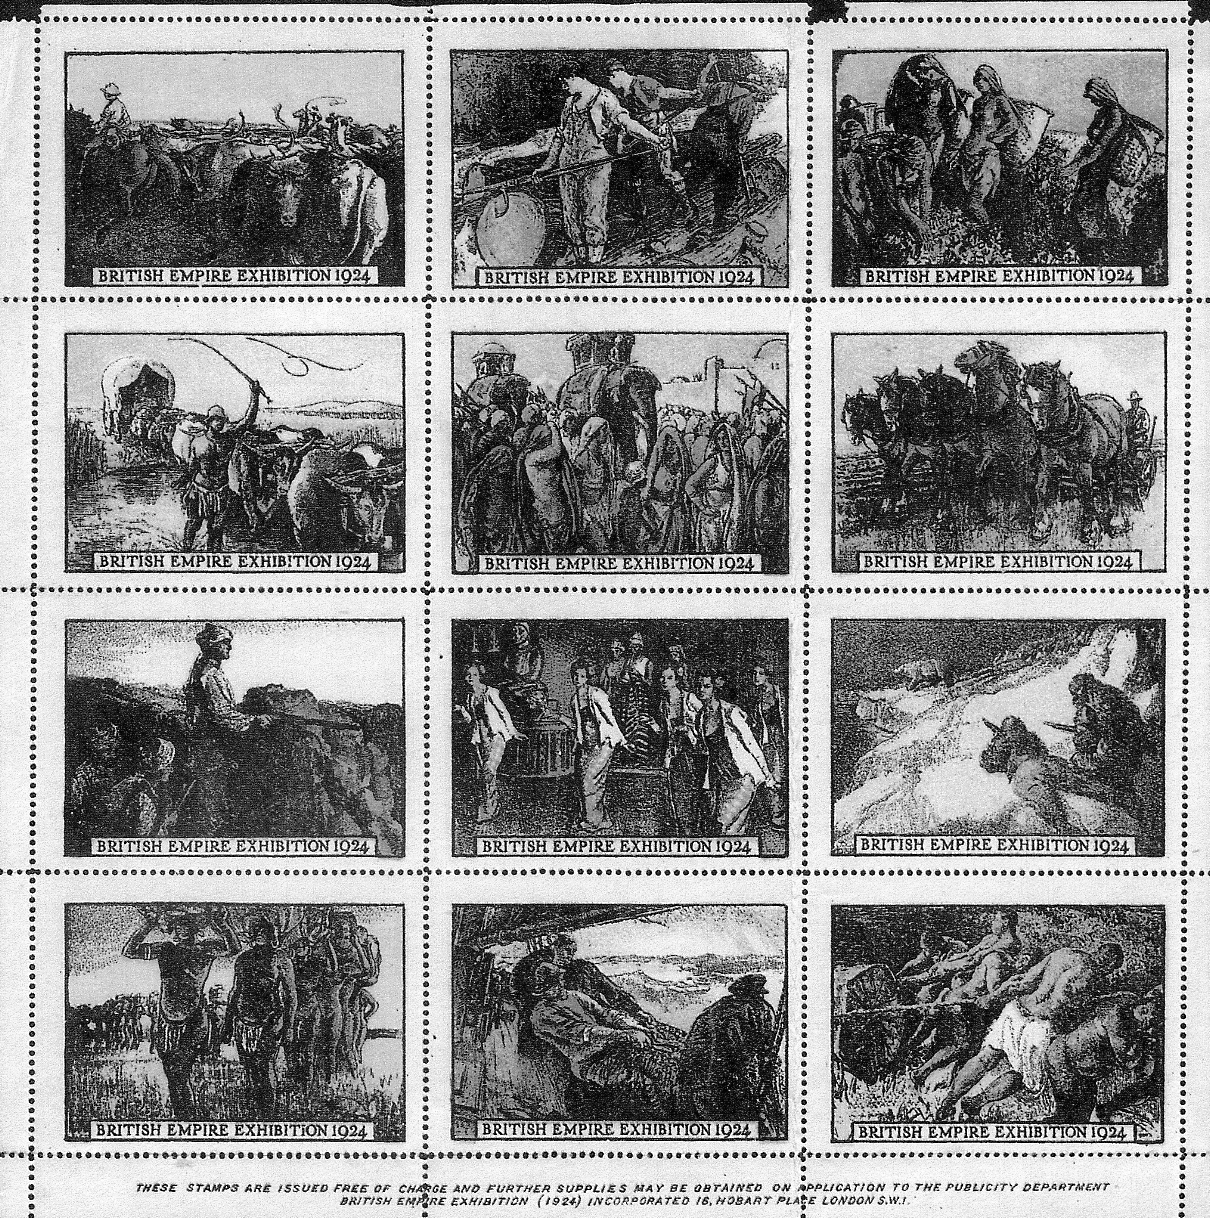 BRITISH EMPIRE EXHIBITION 1924
BRITISH EMPIRE EXHIBITION 1924
BRITISH EMPIRE EXHIBITION 1924
BRITISH EMPIRE EXHIBITION 1924
BRITISH EMPIRE EXHIBITION 1924
BRITISH EMPIRE EXHIBITION 1924
BRITISH EMPIRE EXHIBITION 1924
BRITISH EMPIRE EXHIBITION 1924
BRITISH EMPIRE EXHIBITION 1924
BRITISH EMPIRE EXHIBITION 1924
BRITISH EMPIRE EXHIBITION 1924
BRITISH EMPIRE EXHIBITION 1924
THESE STAMPS ARE ISSUED FREE OF CHARGE AND FURTHER SUPPLIES MAY BE OBTAINED ON APPLICATION TO THE PUBLICITY DEPARTMENT
BRITISH EMPIRE EXHIBITION (1924) INCORPORATED 16, HOBART PLACE LONDON S.W.1.